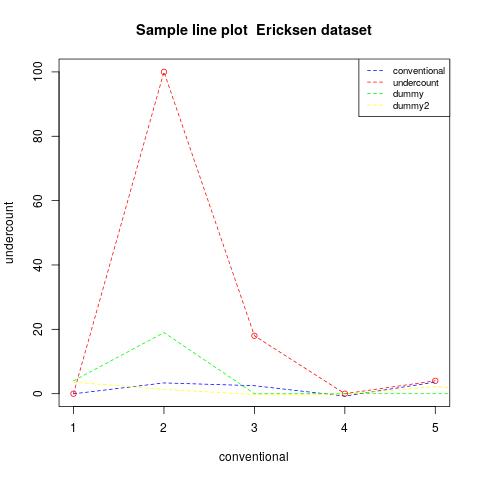 Sample line plot  Ericksen dataset
conventional
undercount
dummy
dummy2
100
80
60
40
20
0
undercount
1 2 3 4 5
conventional